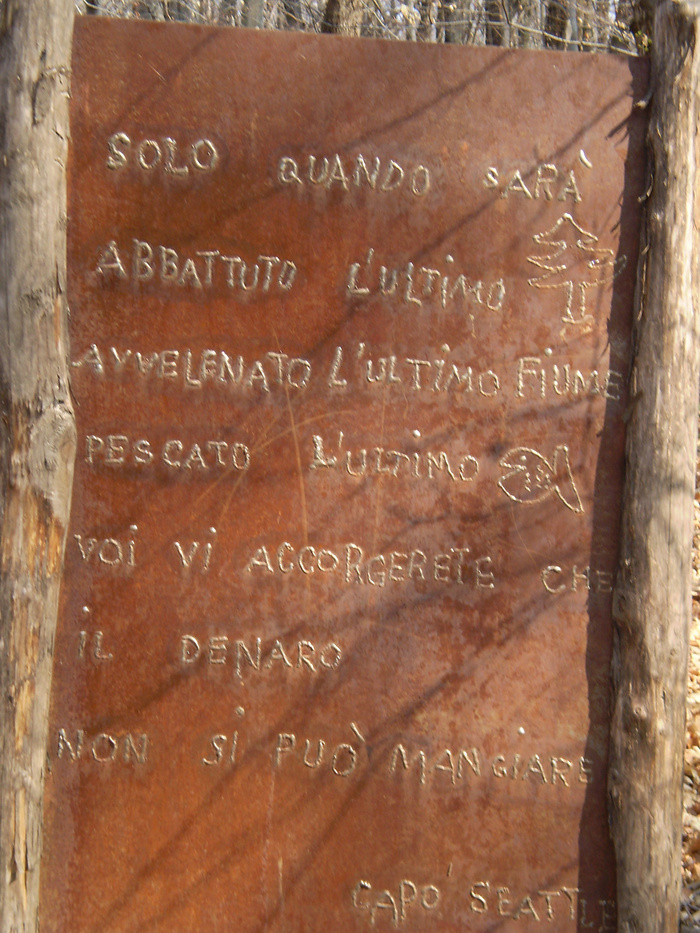 SOLO QUANDO SARÀ
ABBATTUTO L'ULTIMO
AVVELENATO L'ULTIMO FIUME
PESCATO L'ULTIMO
VOI VI ACCORGERETE CHE
IL DENARO
NON SI PUÒ MANGIARE
CAPO' SEATTLE